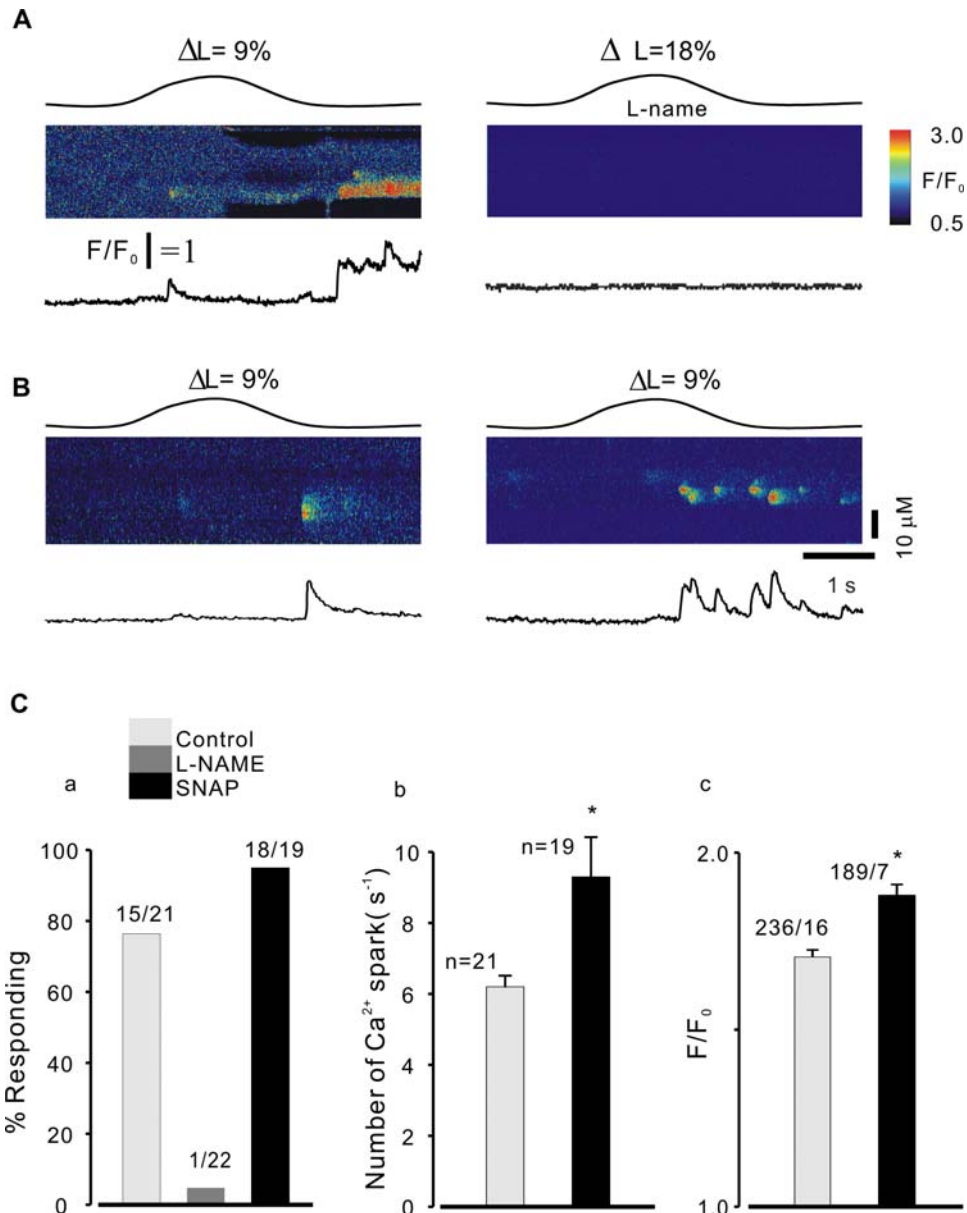 A
ΔL= 9%
Δ L=18%
L-name
3.0
F/F₀
0.5
F/F₀ =1
B
ΔL= 9%
ΔL= 9%
10 μM
1 s
C
Control
L-NAME
SNAP
a
% Responding
100
80
60
40
20
0
15/21
1/22
18/19
b
Number of Ca²⁺ spark( s⁻¹)
10
8
6
4
2
0
n=21
n=19
*
c
F/F₀
2.0
1.0
236/16
189/7
*